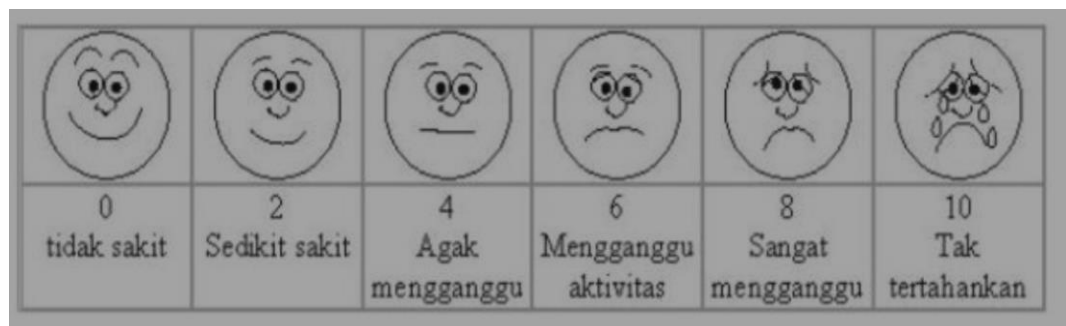 0
tidak sakit
2
Sedikit sakit
4
Agak
mengganggu
6
Mengganggu
aktivitas
8
Sangat
mengganggu
10
Tak
tertahankan